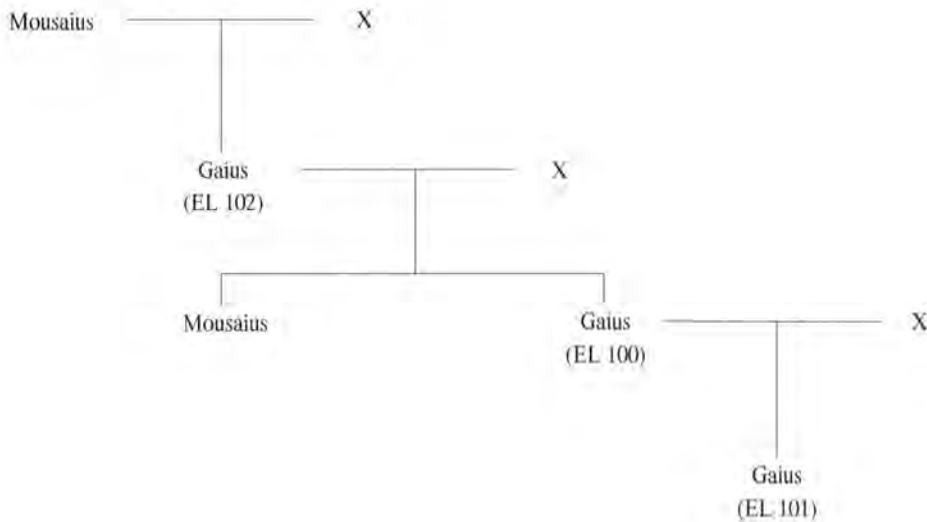 Mousaius X
Gaius X
(EL 102)
Mousaius Gaius X
(EL 100)
Gaius
(EL 101)